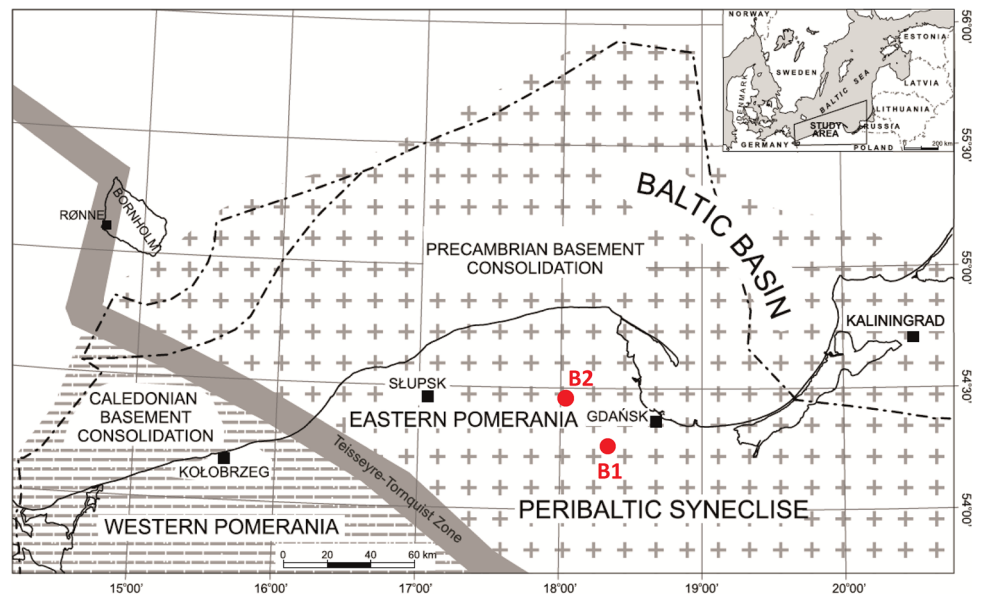 NORWAY
ESTONIA
SWEDEN
LATVIA
DENMARK
BALTIC SEA
LITHUANIA
STUDY
AREA
RUSSIA
GERMANY
POLAND
0 200 km
56°00'
55°30'
55°00'
54°30'
54°00'
BORNHOLM
RØNNE
BALTIC BASIN
PRECAMBRIAN BASEMENT
CONSOLIDATION
KALININGRAD
B2
SŁUPSK
CALEDONIAN
BASEMENT
CONSOLIDATION
EASTERN POMERANIA
GDAŃSK
B1
KOŁOBRZEG
Teisseyre-Tornquist Zone
PERIBALTIC SYNECLISE
WESTERN POMERANIA
0 20 40 60 km
15°00' 16°00' 17°00' 18°00' 19°00' 20°00'